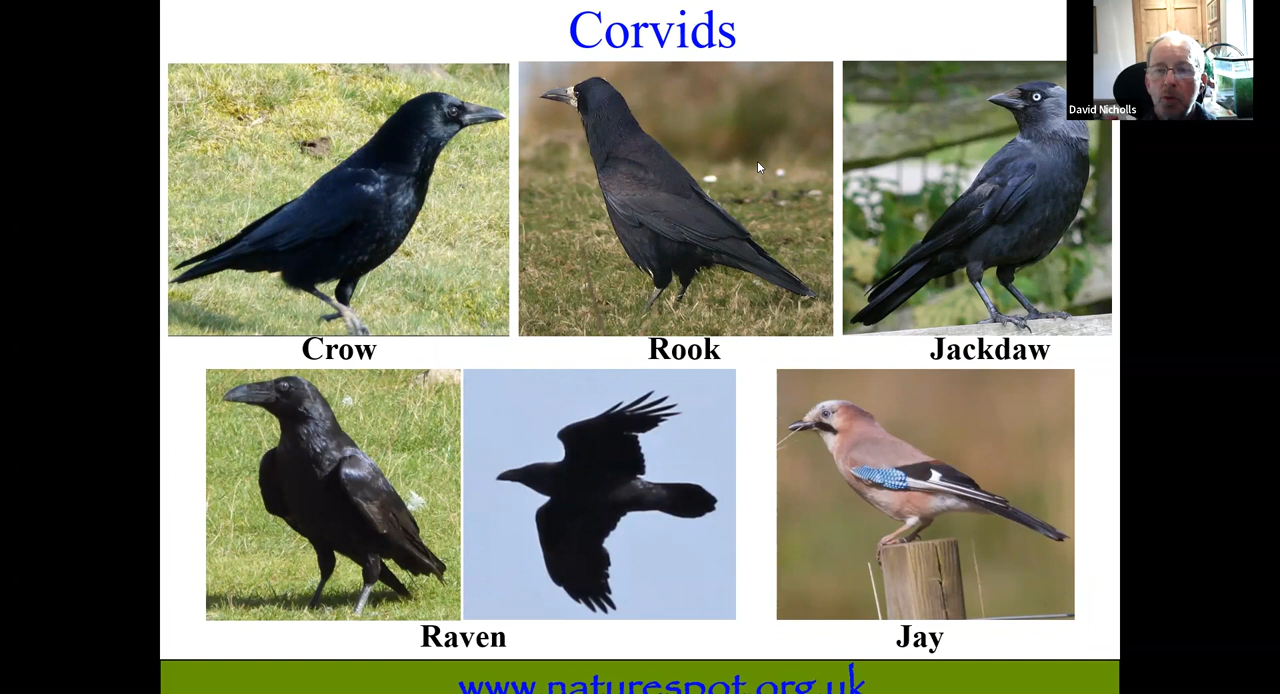 Corvids
David Nicholls
Crow
Rook
Jackdaw
Raven
Jay
www.naturespot.org.uk